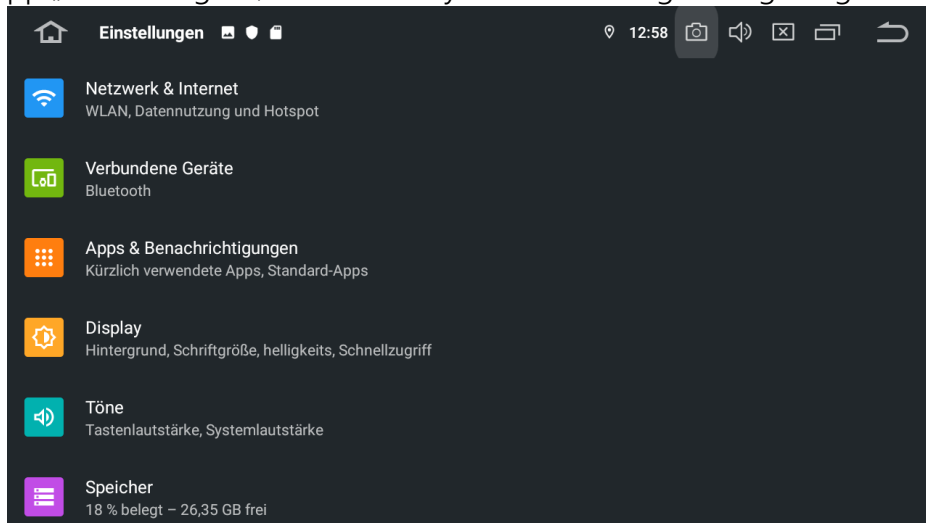 Einstellungen
12:58
Netzwerk & Internet
WLAN, Datennutzung und Hotspot
Verbundene Geräte
Bluetooth
Apps & Benachrichtigungen
Kürzlich verwendete Apps, Standard-Apps
Display
Hintergrund, Schriftgröße, helligkeits, Schnellzugriff
Töne
Tastenlautstärke, Systemlautstärke
Speicher
18 % belegt – 26,35 GB frei